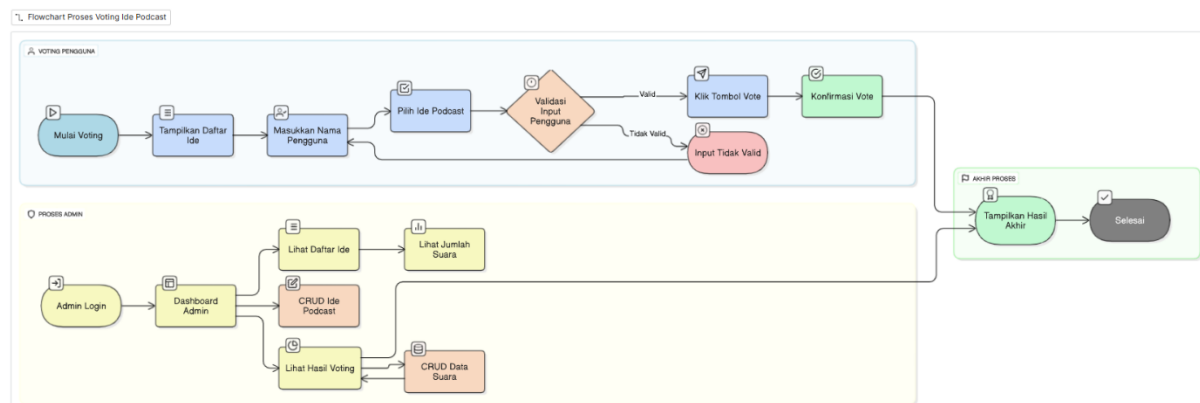 Flowchart Proses Voting Ide Podcast
VOTING PENGGUNA
Mulai Voting
Tampilkan Daftar
Ide
Masukkan Nama
Pengguna
Pilih Ide Podcast
Validasi
Input
Pengguna
Valid
Tidak Valid
Klik Tombol Vote
Konfirmasi Vote
Input Tidak Valid
AKHIR PROSES
Tampilkan Hasil
Akhir
Selesai
PROSES ADMIN
Admin Login
Dashboard
Admin
Lihat Daftar Ide
Lihat Jumlah
Suara
CRUD Ide
Podcast
Lihat Hasil Voting
CRUD Data
Suara